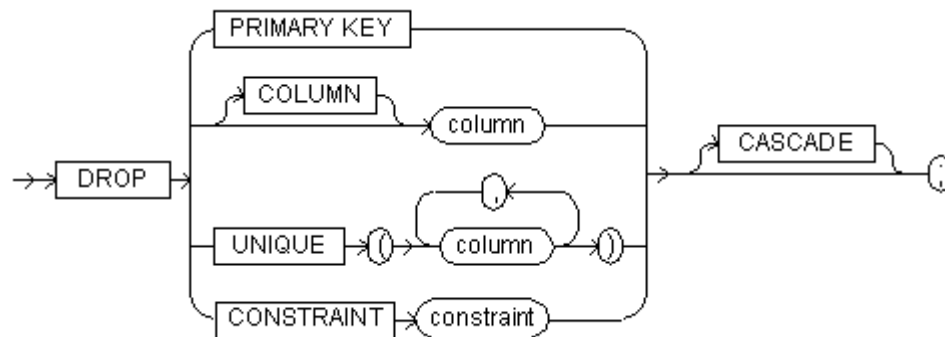 PRIMARY KEY
COLUMN
column
CASCADE
DROP
;
,
UNIQUE
(
column
)
CONSTRAINT
constraint